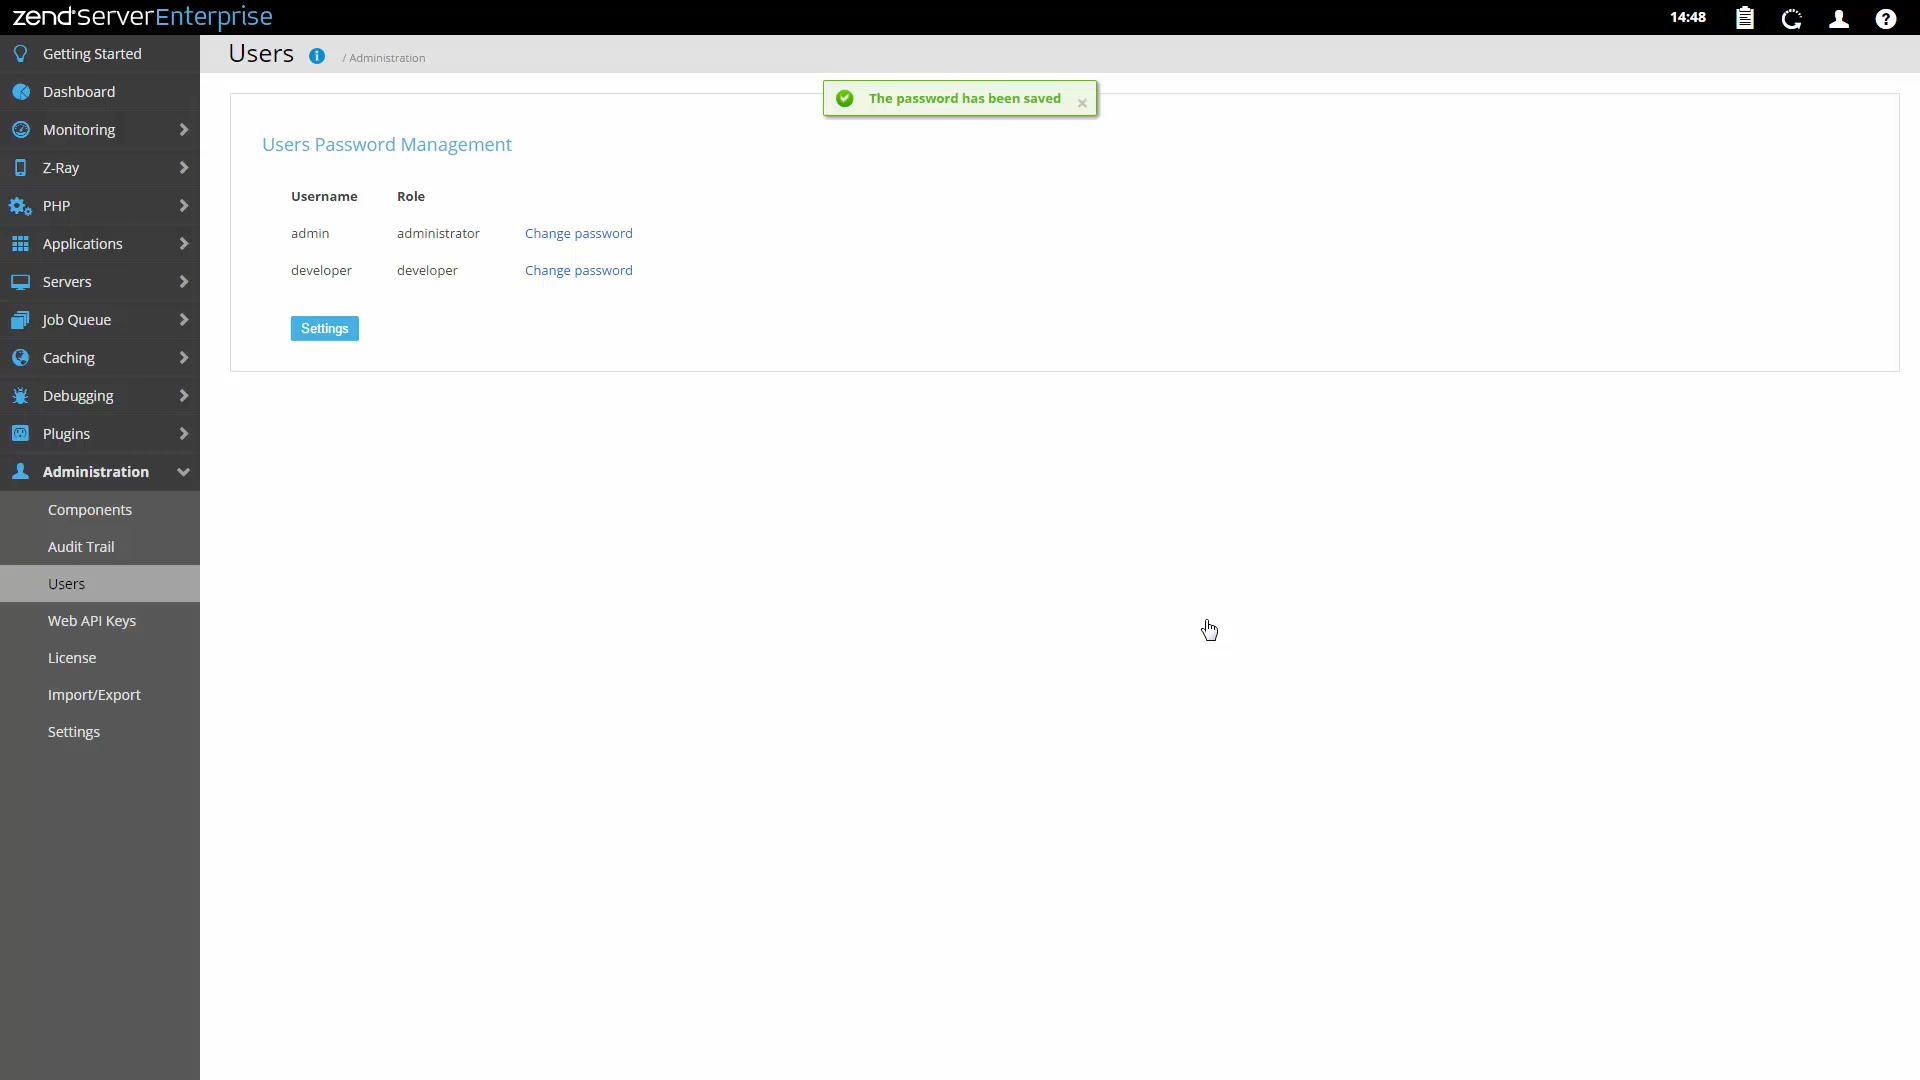 zend Server Enterprise
14:48
Getting Started
Dashboard
Monitoring
Z-Ray
PHP
Applications
Servers
Job Queue
Caching
Debugging
Plugins
Administration
Components
Audit Trail
Users
Web API Keys
License
Import/Export
Settings
Users / Administration
The password has been saved
Users Password Management
Username Role
admin administrator Change password
developer developer Change password
Settings